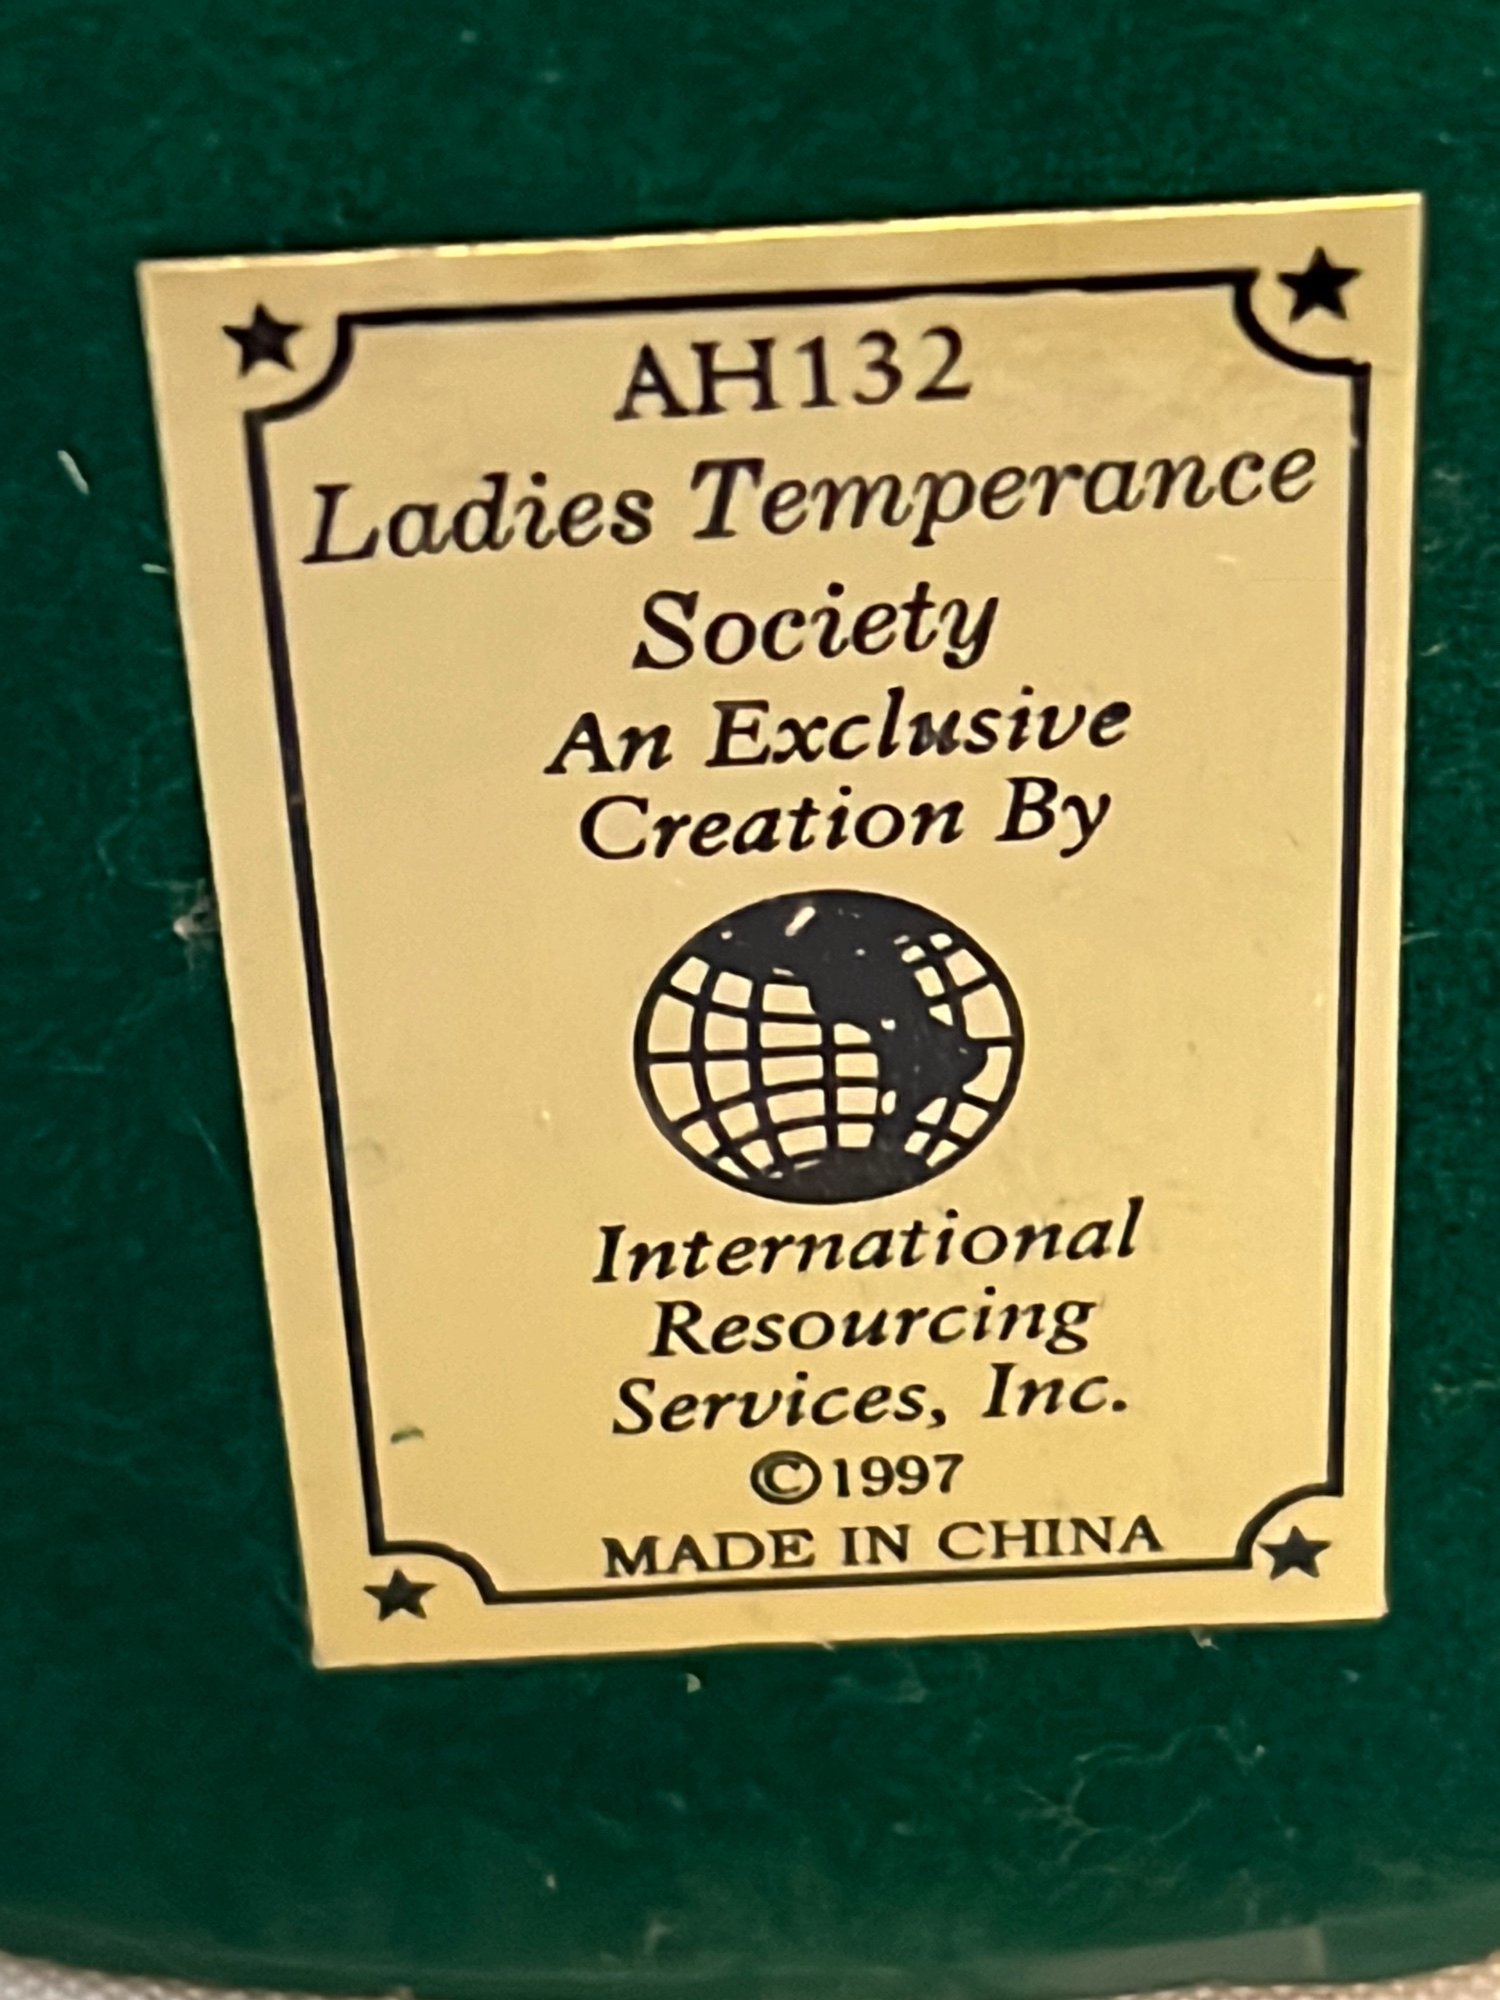 AH132
Ladies Temperance
Society
An Exclusive
Creation By
International
Resourcing
Services, Inc.
©1997
MADE IN CHINA